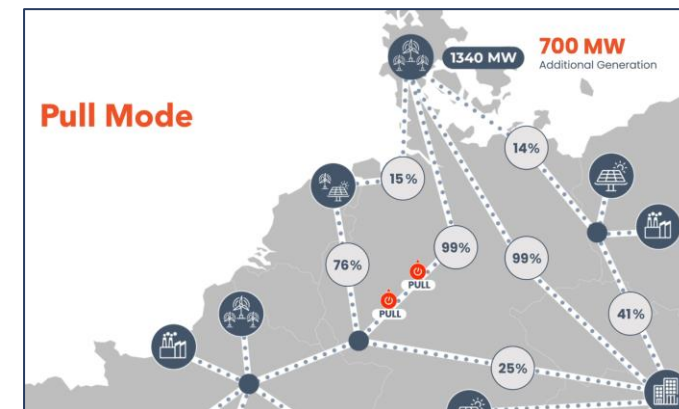 700 MW
1340 MW
Additional Generation
Pull Mode
14%
15%
99%
76%
99%
PULL
PULL
41%
25%